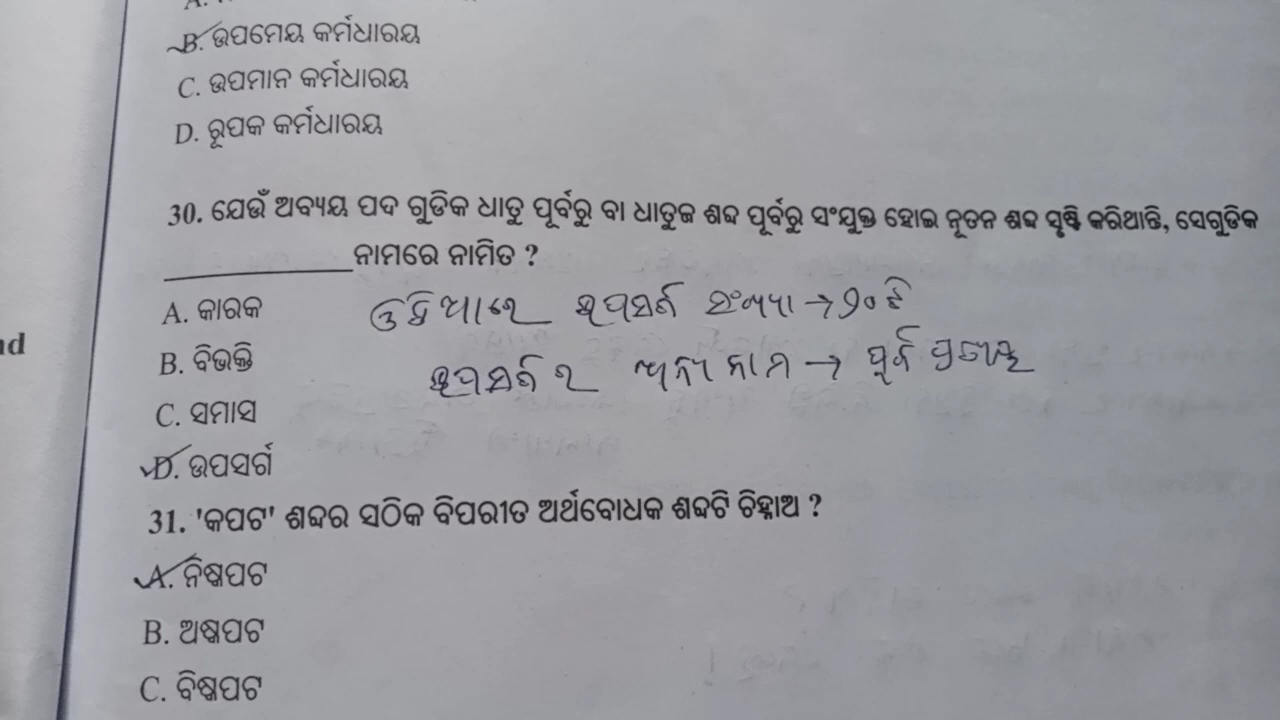 A.
B. ଉପମେୟ କର୍ମଧାରୟ
C. ଉପମାନ କର୍ମଧାରୟ
D. ରୂପକ କର୍ମଧାରୟ
30. ଯେଉଁ ଅବ୍ୟୟ ପଦ ଗୁଡିକ ଧାତୁ ପୂର୍ବରୁ ବା ଧାତୁଜ ଶବ୍ଦ ପୂର୍ବରୁ ସଂଯୁକ୍ତ ହୋଇ ନୂତନ ଶବ୍ଦ ସୃଷ୍ଟି କରିଥାନ୍ତି, ସେଗୁଡିକ
____________ ନାମରେ ନାମିତ ?
A. କାରକ
ଓଡ଼ିଆରେ ଉପସର୍ଗ ସଂଖ୍ୟା → ୨୦ ଟି
nd
B. ବିଭକ୍ତି
ଉପସର୍ଗ ର ଅନ୍ୟ ନାମ → ପୂର୍ବ ପ୍ରତ୍ୟୟ
C. ସମାସ
D. ଉପସର୍ଗ
31. 'କପଟ' ଶବ୍ଦର ସଠିକ ବିପରୀତ ଅର୍ଥବୋଧକ ଶବ୍ଦଟି ଚିହ୍ନାଅ ?
A. ନିଷ୍କପଟ
B. ଅଷ୍କପଟ
C. ବିଷ୍କପଟ